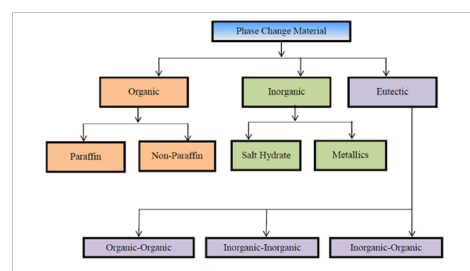 Phase Change Material
Organic
Inorganic
Eutectic
Paraffin
Non-Paraffin
Salt Hydrate
Metallics
Organic-Organic
Inorganic-Inorganic
Inorganic-Organic